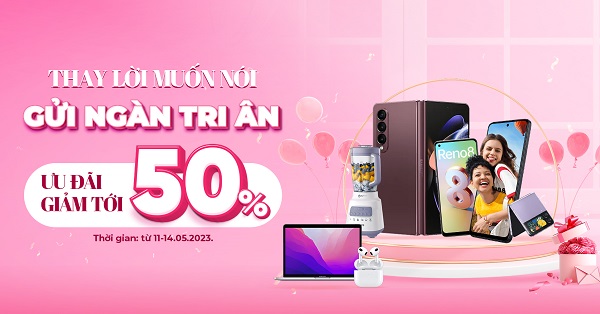 THAY LỜI MUỐN NÓI
GỬI NGÀN TRI ÂN
ƯU ĐÃI
GIẢM TỚI
50%
Thời gian: từ 11-14.05.2023.
Reno8
8